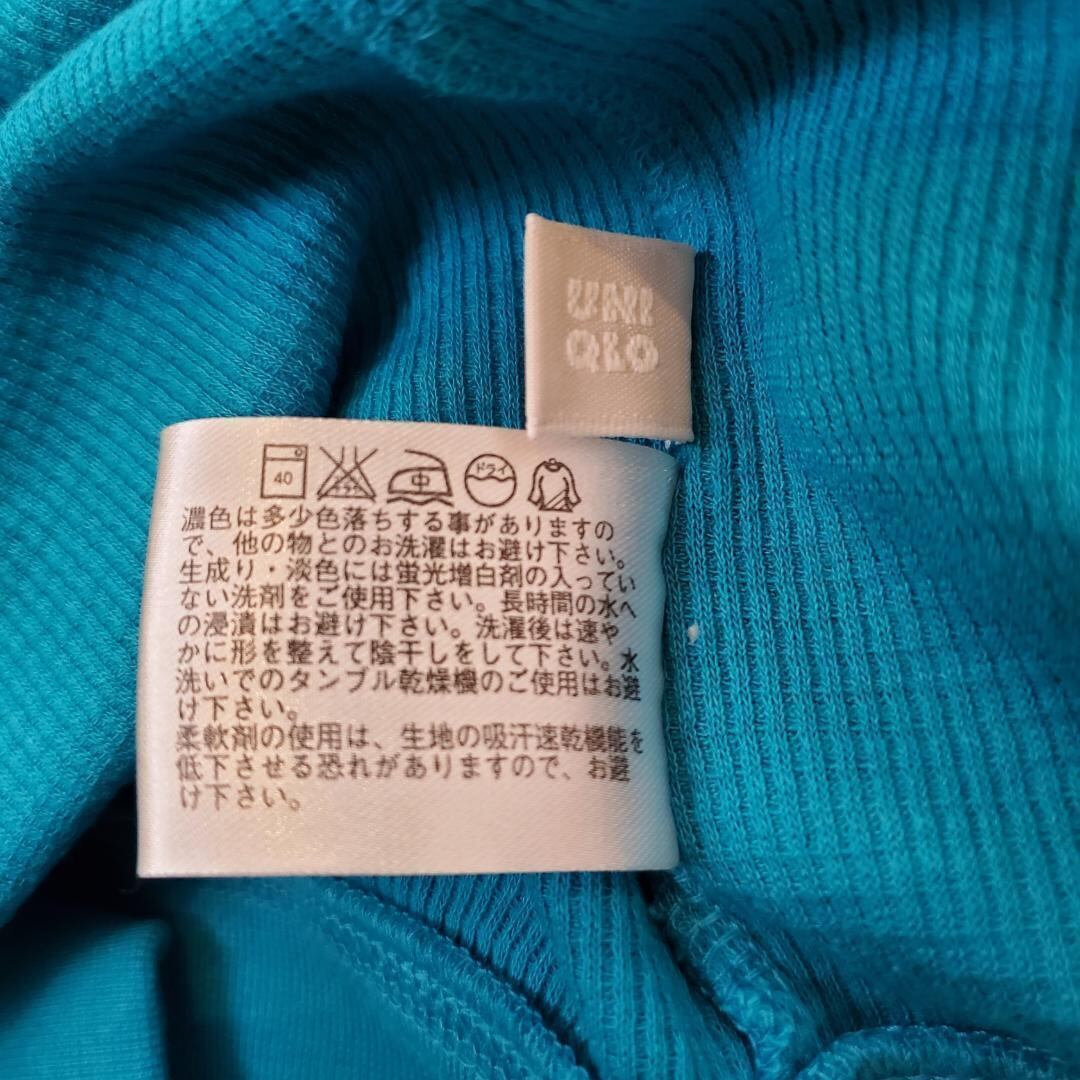 UNI
QLO
40
エンソ
中
ドライ
濃色は多少色落ちする事がありますの
で、他の物とのお洗濯はお避け下さい。
生成り・淡色には蛍光増白剤の入ってい
ない洗剤をご使用下さい。長時間の水へ
の浸漬はお避け下さい。洗濯後は速や
かに形を整えて陰干しをして下さい。水
洗いでのタンブル乾燥機のご使用はお避
け下さい。
柔軟剤の使用は、生地の吸汗速乾機能を
低下させる恐れがありますので、お避
け下さい。